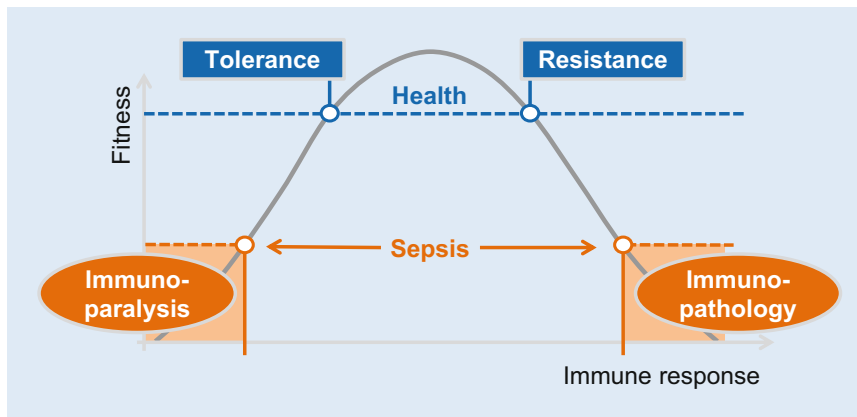 Tolerance
Resistance
Health
Fitness
Sepsis
Immuno-
paralysis
Immuno-
pathology
Immune response